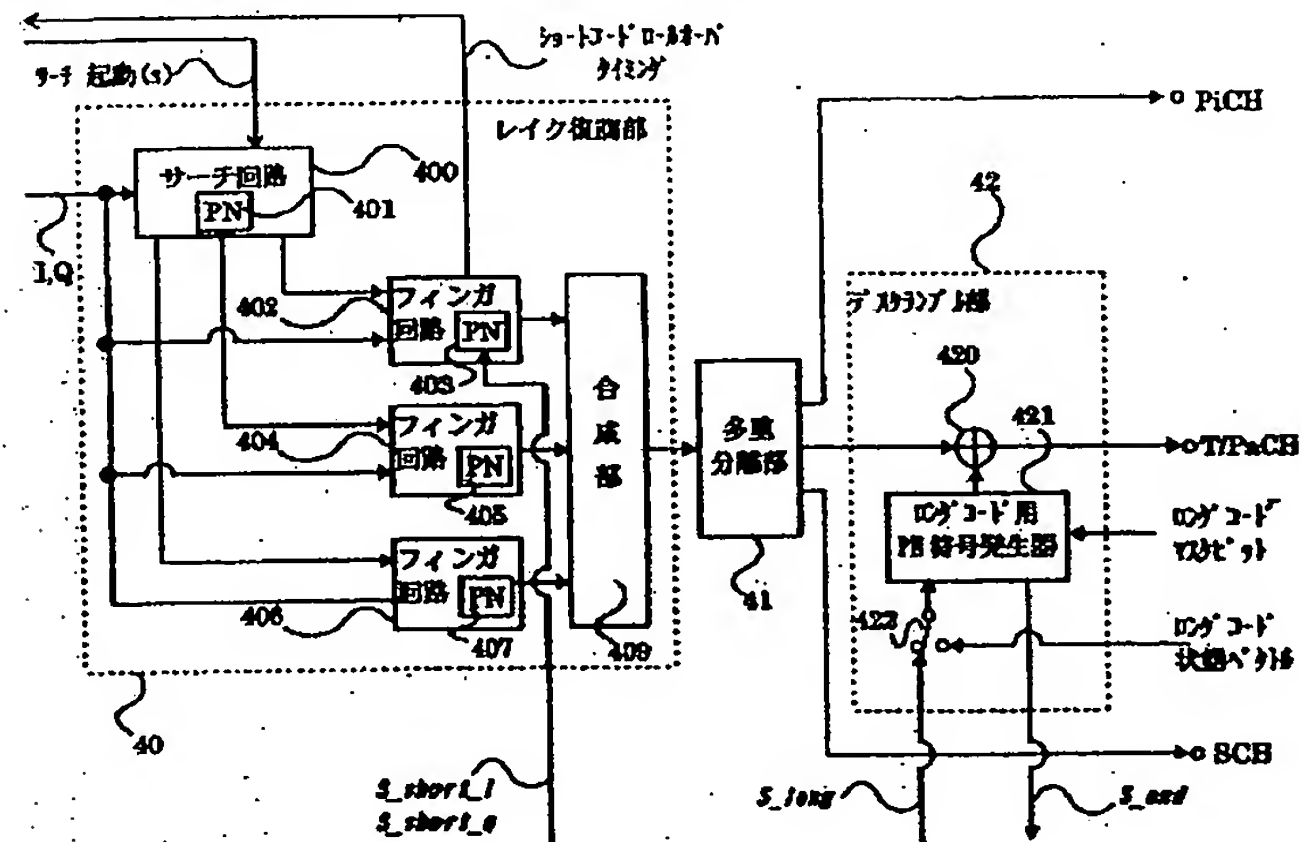 ショートコード ロールオーバ
タイミング
サーチ 起動(s)
PiCH
レイク復調部
サーチ回路
400
PN
401
I,Q
42
デスクランブル部
フィンガ
回路
402
PN
403
420
421
合成部
多重
分離部
T/PaCH
フィンガ
回路
404
PN
405
ロングコード用
PN符号発生器
ロングコード
マスクビット
41
フィンガ
回路
406
PN
407
409
422
ロングコード
状態ベクトル
40
SCH
S_short_i
S_short_q
S_long
S_end